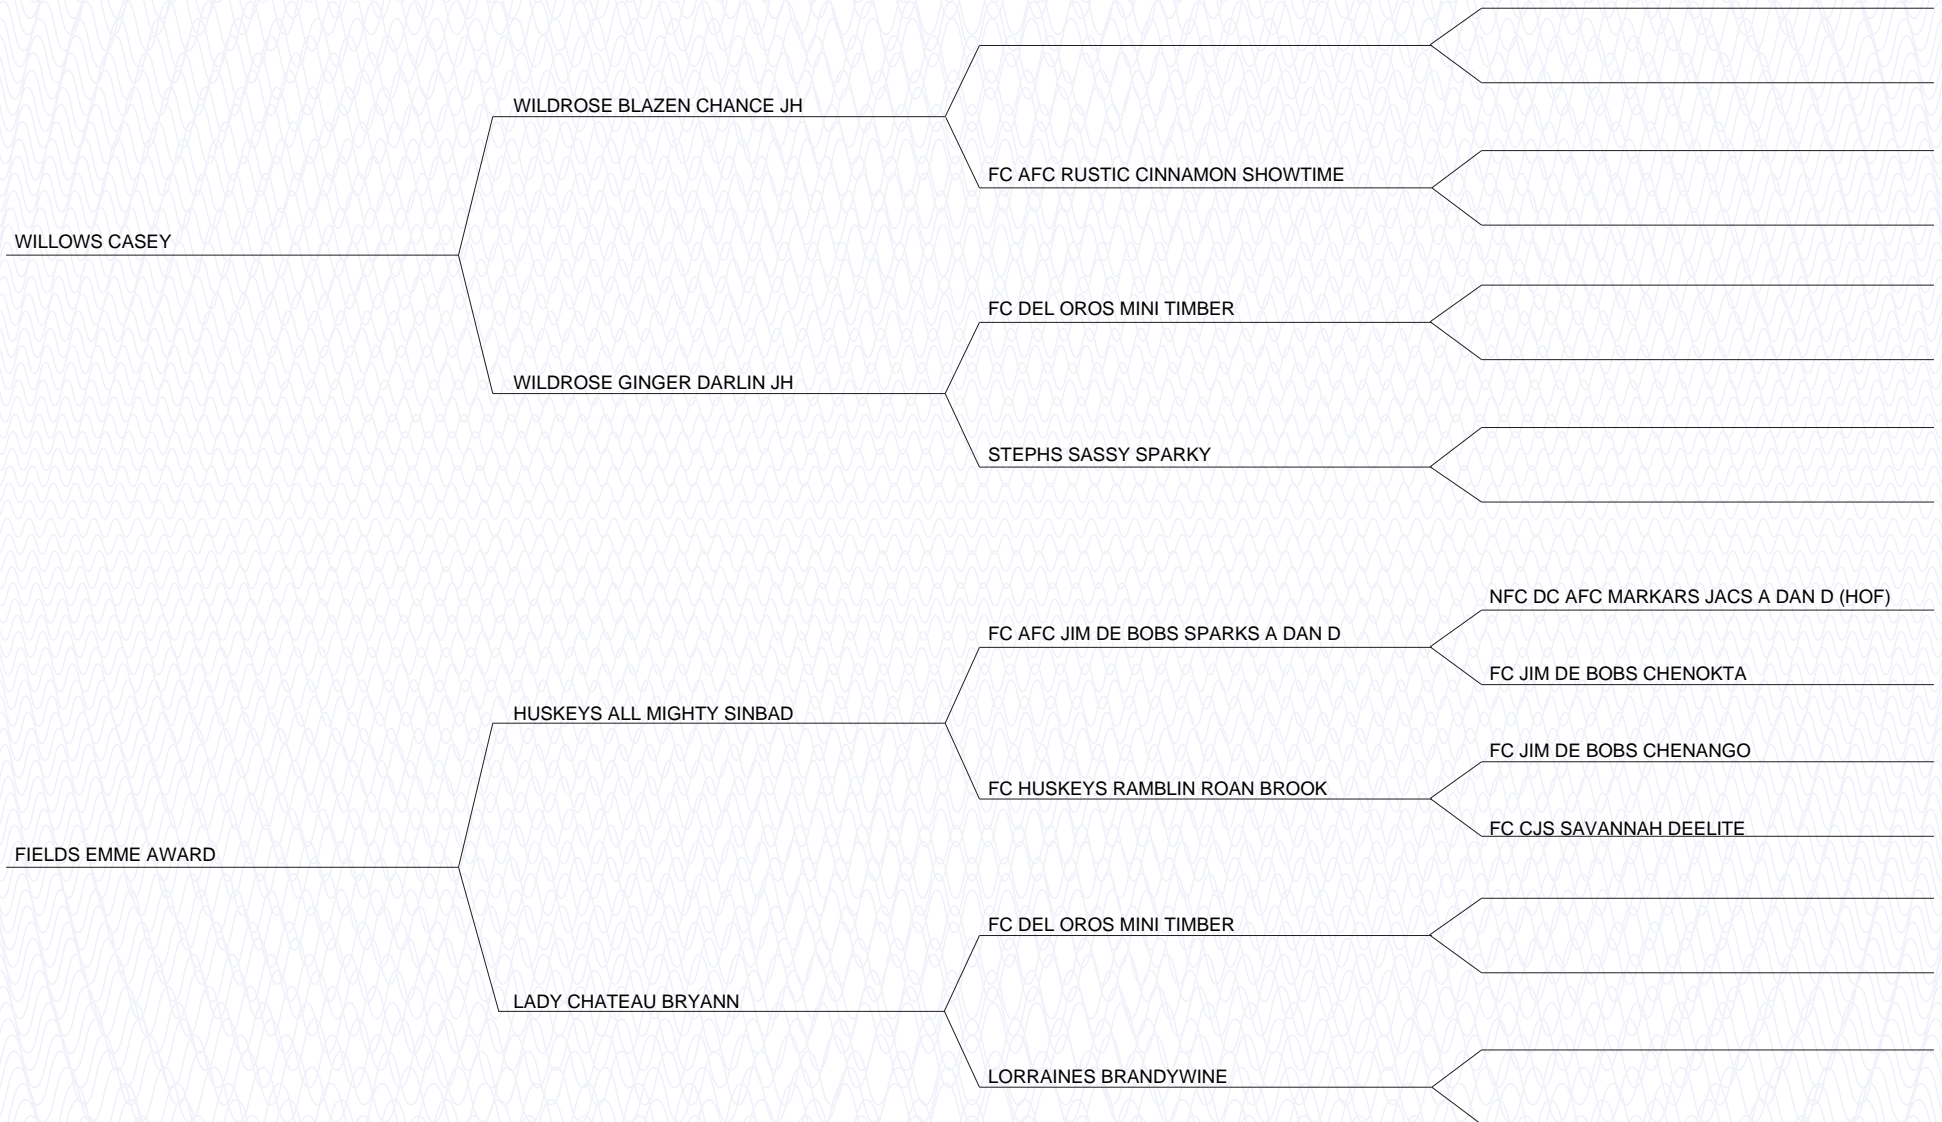 WILDROSE BLAZEN CHANCE JH
FC AFC RUSTIC CINNAMON SHOWTIME
WILLOWS CASEY
FC DEL OROS MINI TIMBER
WILDROSE GINGER DARLIN JH
STEPHS SASSY SPARKY
NFC DC AFC MARKARS JACS A DAN D (HOF)
FC AFC JIM DE BOBS SPARKS A DAN D
FC JIM DE BOBS CHENOKTA
HUSKEYS ALL MIGHTY SINBAD
FC JIM DE BOBS CHENANGO
FC HUSKEYS RAMBLIN ROAN BROOK
FC CJS SAVANNAH DEELITE
FIELDS EMME AWARD
FC DEL OROS MINI TIMBER
LADY CHATEAU BRYANN
LORRAINES BRANDYWINE